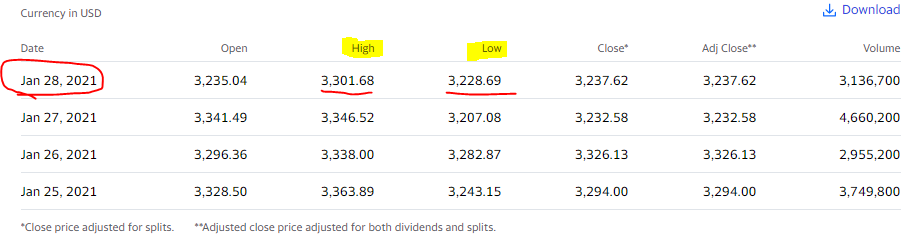 Currency in USD Download
Date Open High Low Close* Adj Close** Volume
Jan 28, 2021 3,235.04 3,301.68 3,228.69 3,237.62 3,237.62 3,136,700
Jan 27, 2021 3,341.49 3,346.52 3,207.08 3,232.58 3,232.58 4,660,200
Jan 26, 2021 3,296.36 3,338.00 3,282.87 3,326.13 3,326.13 2,955,200
Jan 25, 2021 3,328.50 3,363.89 3,243.15 3,294.00 3,294.00 3,749,800
*Close price adjusted for splits. **Adjusted close price adjusted for both dividends and splits.